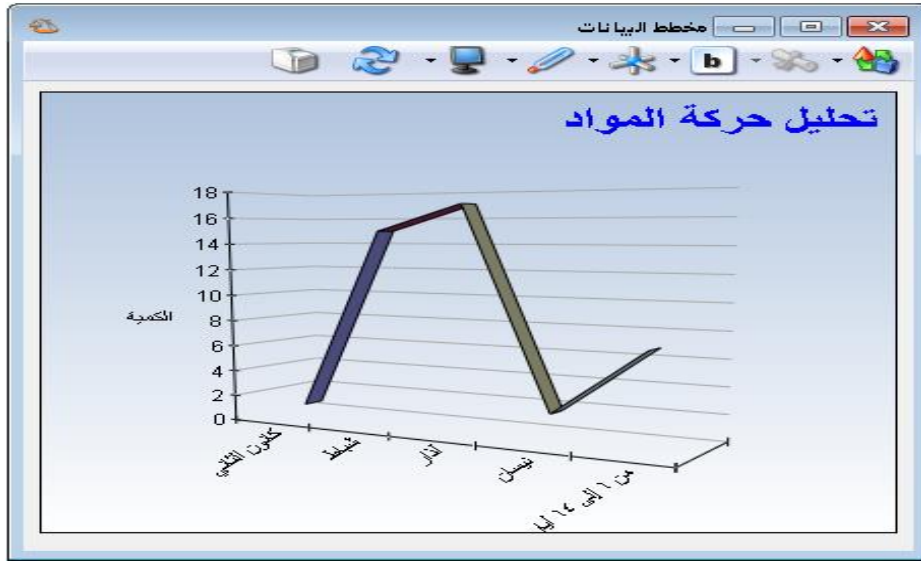 مخطط البيانات
b
تحليل حركة المواد
18
16
14
12
10
8
6
4
2
0
الكمية
كانون الثاني
شباط
آذار
نيسان
من ٦ إلى ١٤ أيار